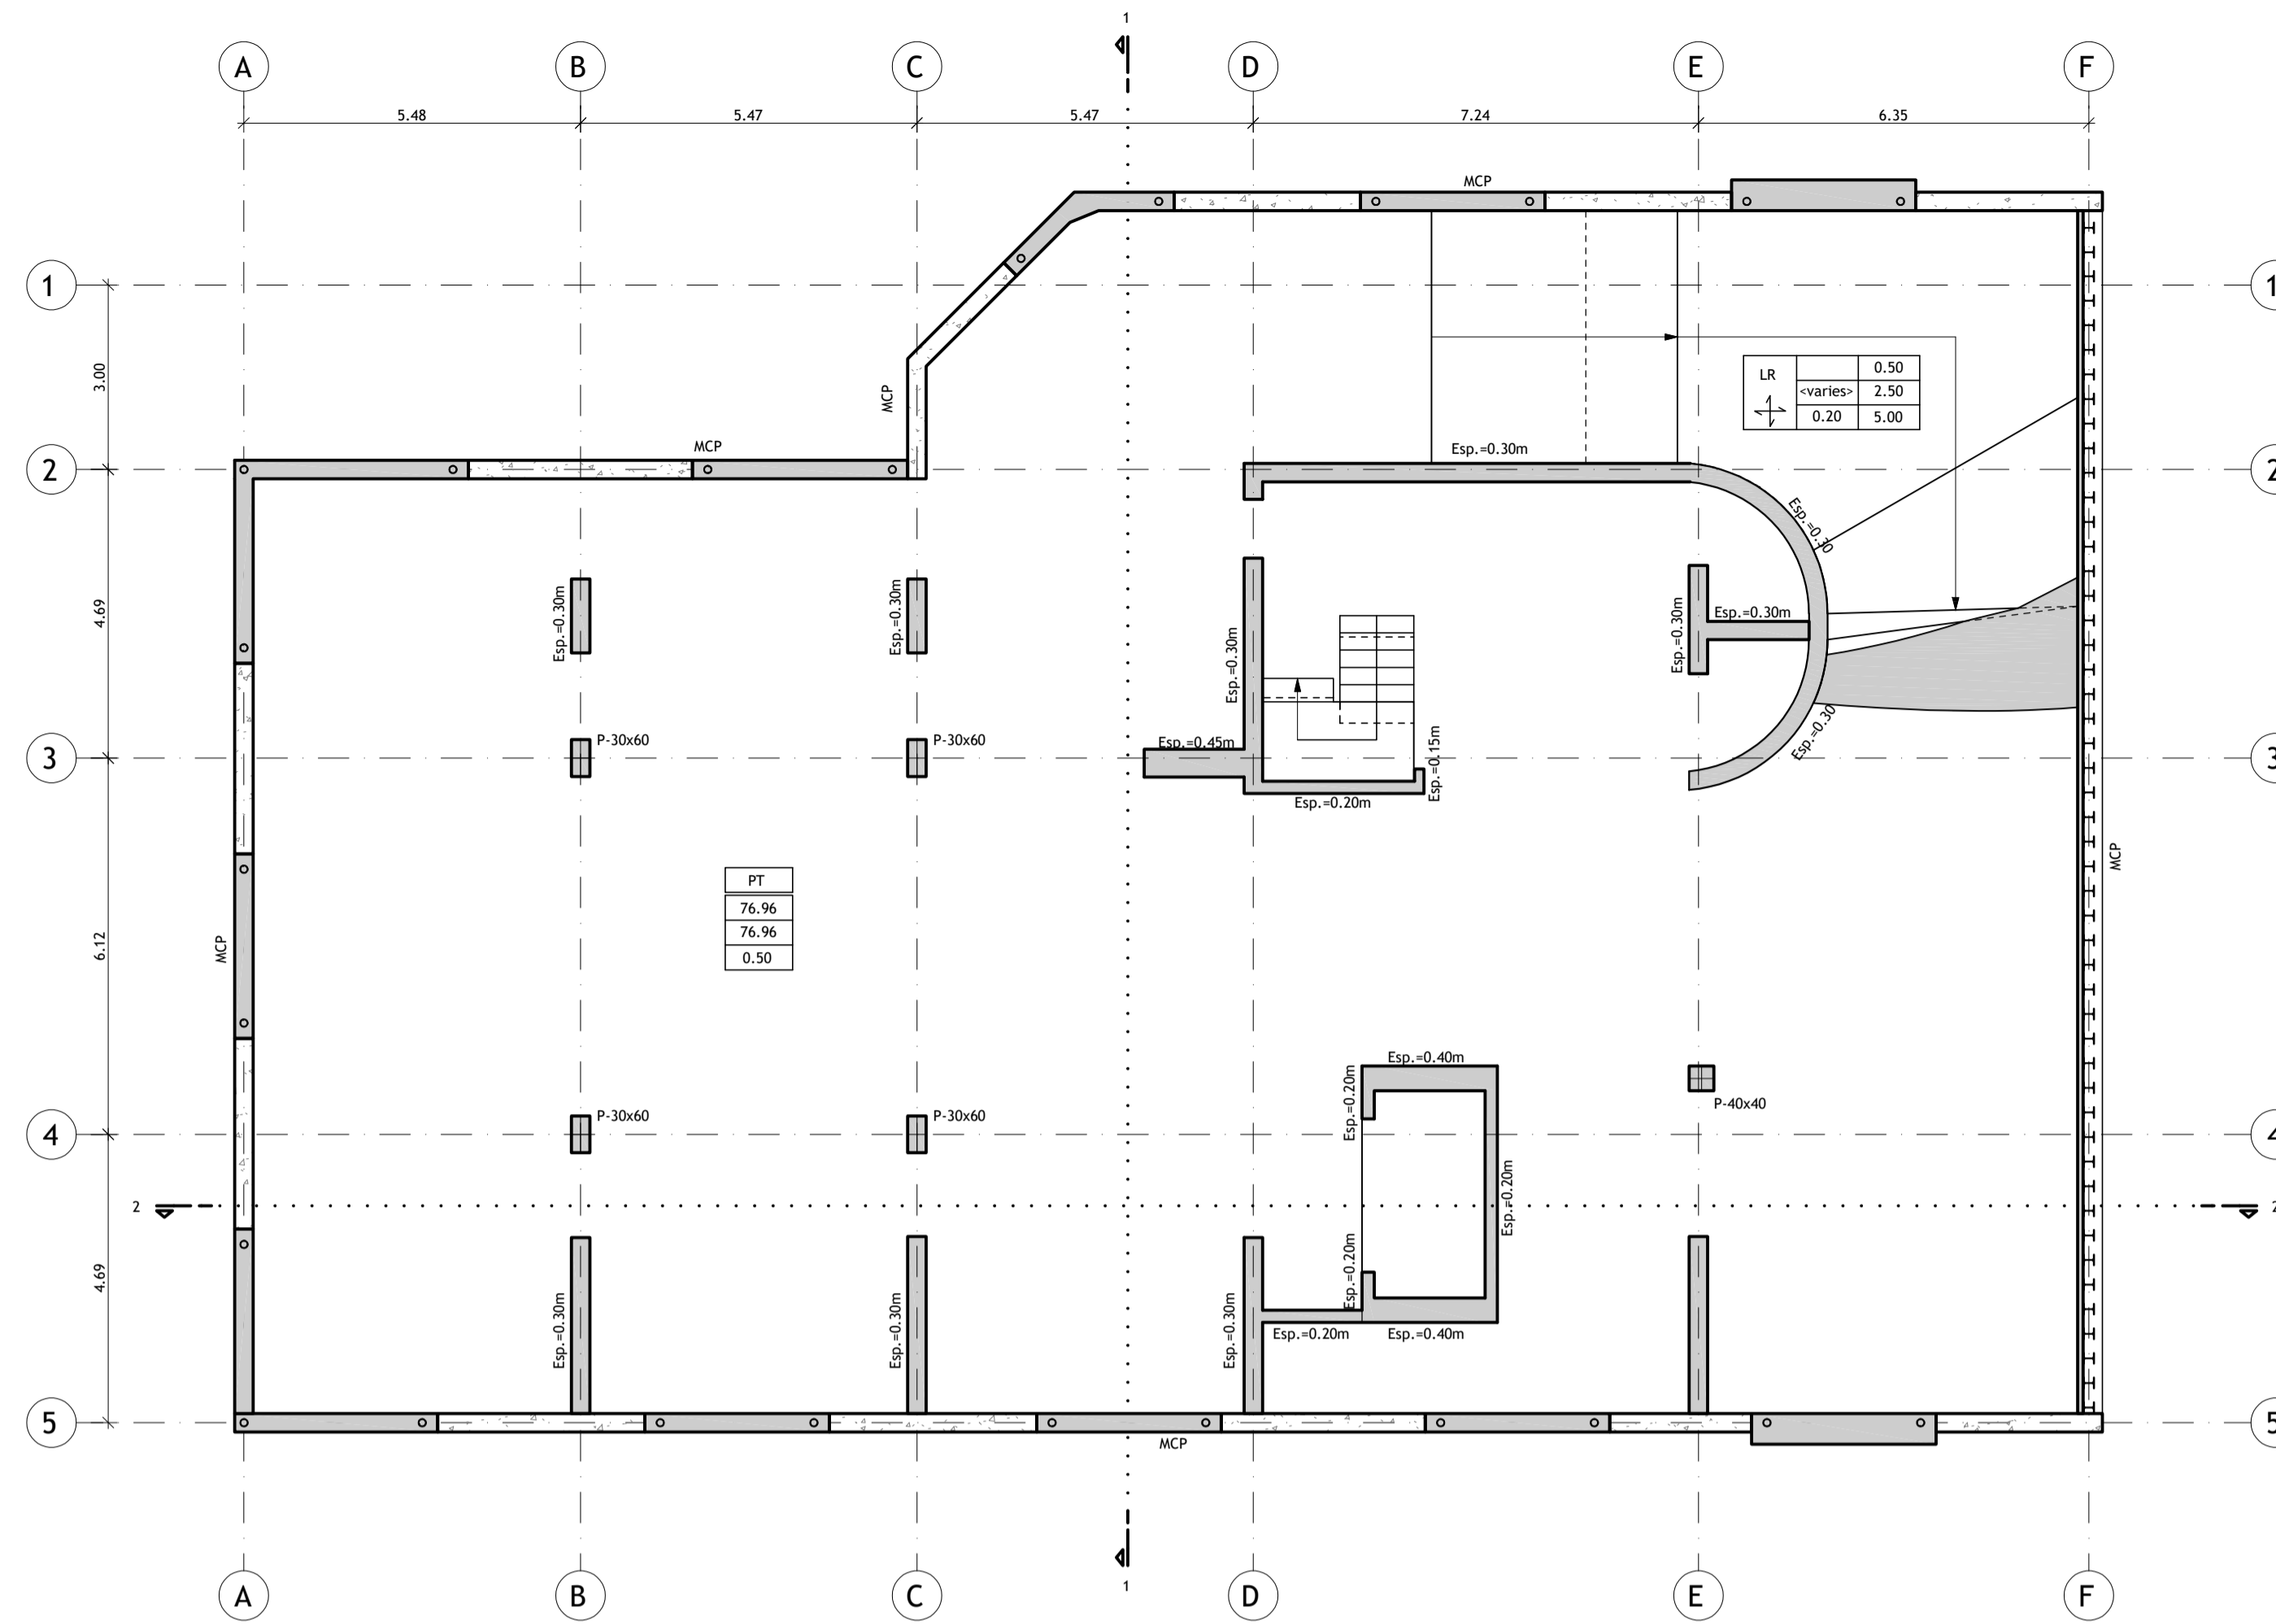 1
A
B
C
D
E
F
5.48
5.47
5.47
7.24
6.35
MCP
1
1
3.00
LR
0.50
<varies>
2.50
0.20
5.00
MCP
MCP
Esp.=0.30m
2
2
Esp.=0.30
4.69
Esp.=0.30m
Esp.=0.30m
Esp.=0.30m
Esp.=0.30m
Esp.=0.30m
P-30x60
P-30x60
Esp.=0.45m
Esp.=0.15m
Esp.=0.30
3
3
Esp.=0.20m
MCP
PT
76.96
76.96
0.50
MCP
6.12
Esp.=0.40m
Esp.=0.20m
P-40x40
P-30x60
P-30x60
4
4
Esp.=0.20m
2
2
4.69
Esp.=0.20m
Esp.=0.30m
Esp.=0.30m
Esp.=0.30m
Esp.=0.20m
Esp.=0.40m
5
5
MCP
1
A
B
C
D
E
F